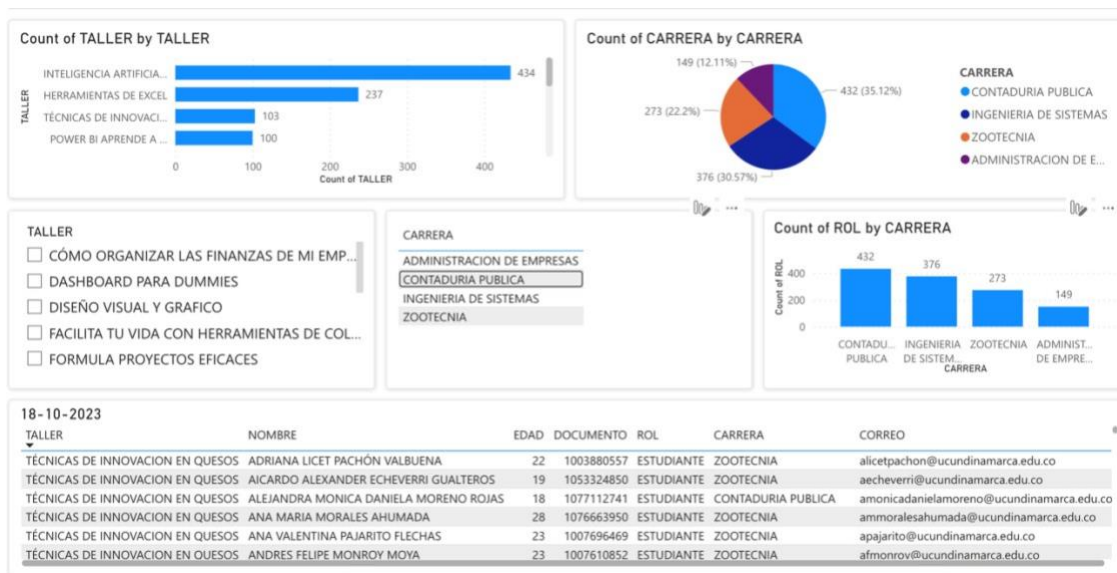 Count of TALLER by TALLER
TALLER
INTELIGENCIA ARTIFICIA... 434
HERRAMIENTAS DE EXCEL 237
TÉCNICAS DE INNOVACI... 103
POWER BI APRENDE A ... 100
0 100 200 300 400
Count of TALLER
Count of CARRERA by CARRERA
149 (12.11%)
432 (35.12%)
273 (22.2%)
376 (30.57%)
CARRERA
CONTADURIA PUBLICA
INGENIERIA DE SISTEMAS
ZOOTECNIA
ADMINISTRACION DE E...
TALLER
CÓMO ORGANIZAR LAS FINANZAS DE MI EMP...
DASHBOARD PARA DUMMIES
DISEÑO VISUAL Y GRAFICO
FACILITA TU VIDA CON HERRAMIENTAS DE COL...
FORMULA PROYECTOS EFICACES
CARRERA
ADMINISTRACION DE EMPRESAS
CONTADURIA PUBLICA
INGENIERIA DE SISTEMAS
ZOOTECNIA
Count of ROL by CARRERA
Count of ROL
400
200
0
432 376 273 149
CONTADU... INGENIERIA ZOOTECNIA ADMINIST...
PUBLICA DE SISTEM... DE EMPRE...
CARRERA
18-10-2023
TALLER NOMBRE EDAD DOCUMENTO ROL CARRERA CORREO
TÉCNICAS DE INNOVACION EN QUESOS ADRIANA LICET PACHÓN VALBUENA 22 1003880557 ESTUDIANTE ZOOTECNIA alicetpachon@ucundinamarca.edu.co
TÉCNICAS DE INNOVACION EN QUESOS AICARDO ALEXANDER ECHEVERRI GUALTEROS 19 1053324850 ESTUDIANTE ZOOTECNIA aecheverri@ucundinamarca.edu.co
TÉCNICAS DE INNOVACION EN QUESOS ALEJANDRA MONICA DANIELA MORENO ROJAS 18 1077112741 ESTUDIANTE CONTADURIA PUBLICA amonicadanielamoreno@ucundinamarca.edu.co
TÉCNICAS DE INNOVACION EN QUESOS ANA MARIA MORALES AHUMADA 28 1076663950 ESTUDIANTE ZOOTECNIA ammoralesahumada@ucundinamarca.edu.co
TÉCNICAS DE INNOVACION EN QUESOS ANA VALENTINA PAJARITO FLECHAS 23 1007696469 ESTUDIANTE ZOOTECNIA apajarito@ucundinamarca.edu.co
TÉCNICAS DE INNOVACION EN QUESOS ANDRES FELIPE MONROY MOYA 23 1007610852 ESTUDIANTE ZOOTECNIA afmonroy@ucundinamarca.edu.co